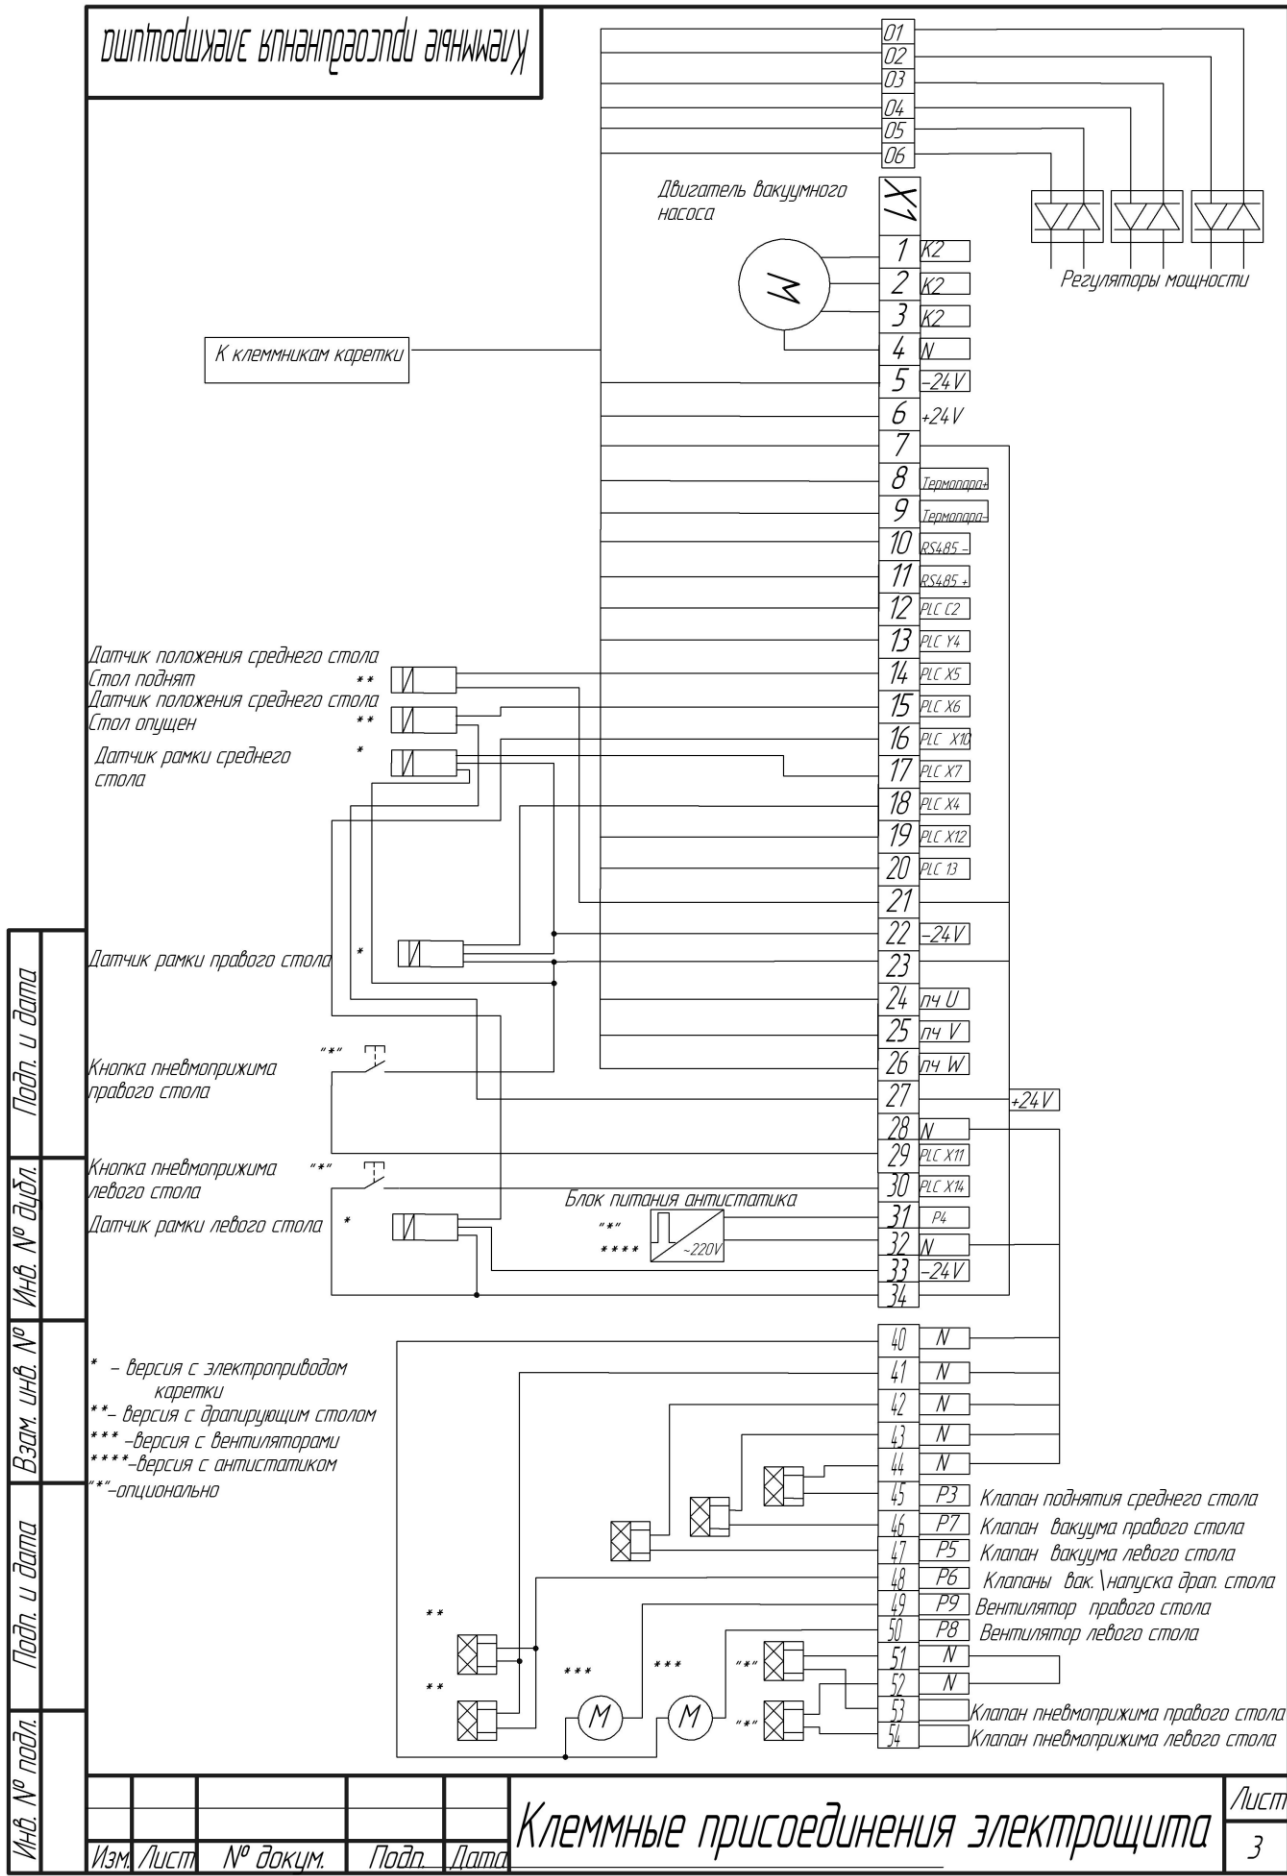 Клеммные присоединения электрощита
01
02
03
04
05
06
Двигатель вакуумного
насоса
X1
Регуляторы мощности
M
К клеммникам каретки
1 K2
2 K2
3 K2
4 N
5 -24V
6 +24V
7
8 Термопара+
9 Термопара-
10 RS485 -
11 RS485 +
12 PLC C2
13 PLC Y4
14 PLC X5
15 PLC X6
16 PLC X10
17 PLC X7
18 PLC X4
19 PLC X12
20 PLC 13
21
22 -24V
23
24 пч U
25 пч V
26 пч W
27 +24V
28 N
29 PLC X11
30 PLC X14
31 P4
32 N
33 -24V
34
Датчик положения среднего стола
Стол поднят **
Датчик положения среднего стола
Стол опущен **
Датчик рамки среднего *
стола
Датчик рамки правого стола *
Кнопка пневмоприжима "*"
правого стола
Кнопка пневмоприжима "*"
левого стола
Датчик рамки левого стола *
Блок питания антистатика
"*"
****
~220V
* - версия с электроприводом
каретки
**- версия с драпирующим столом
*** -версия с вентиляторами
****-версия с антистатиком
"*"-опционально
40 N
41 N
42 N
43 N
44 N
45 P3 Клапан поднятия среднего стола
46 P7 Клапан вакуума правого стола
47 P5 Клапан вакуума левого стола
48 P6 Клапаны вак.\напуска драп. стола
49 P9 Вентилятор правого стола
50 P8 Вентилятор левого стола
51 N
52 N
53 Клапан пневмоприжима правого стола
54 Клапан пневмоприжима левого стола
**
**
***
***
"*"
"*"
M
M
Подп. и дата
Инв. № дубл.
Взам. инв. №
Подп. и дата
Инв. № подл.
Изм. Лист № докум. Подп. Дата
Клеммные присоединения электрощита
Лист
3